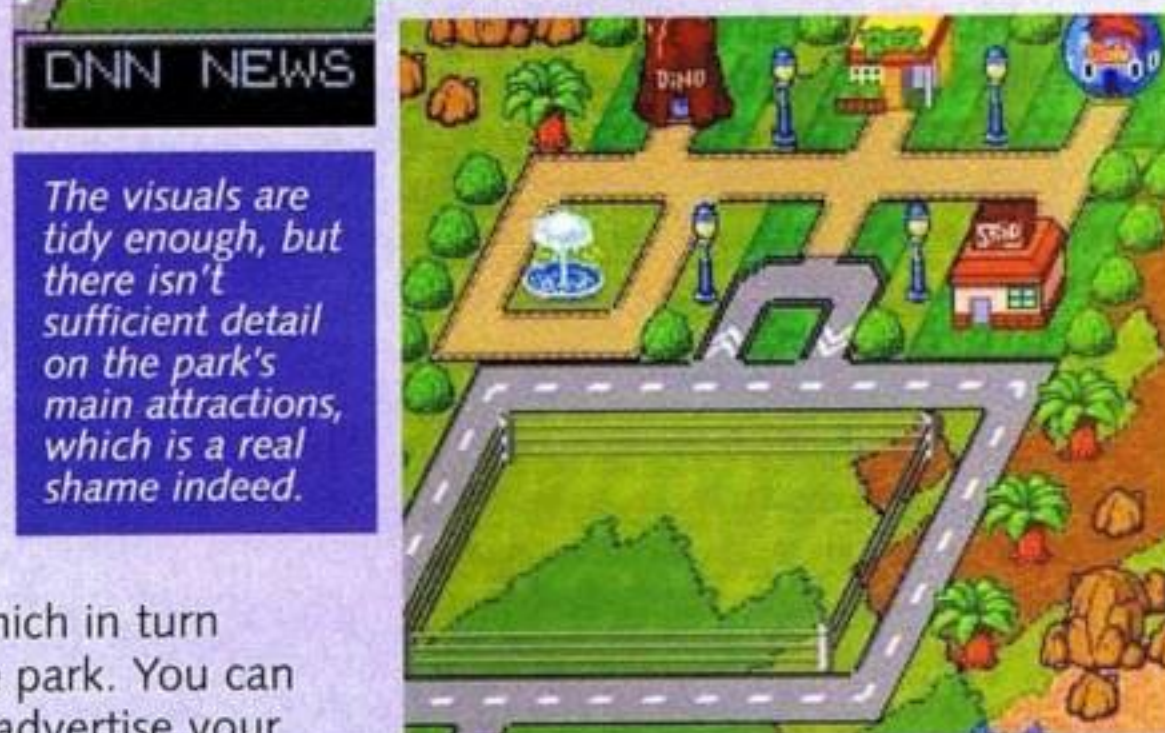 DNN NEWS
The visuals are
tidy enough, but
there isn't
sufficient detail
on the park's
main attractions,
which is a real
shame indeed.
in turn
park. You can
advertise your
DiNO